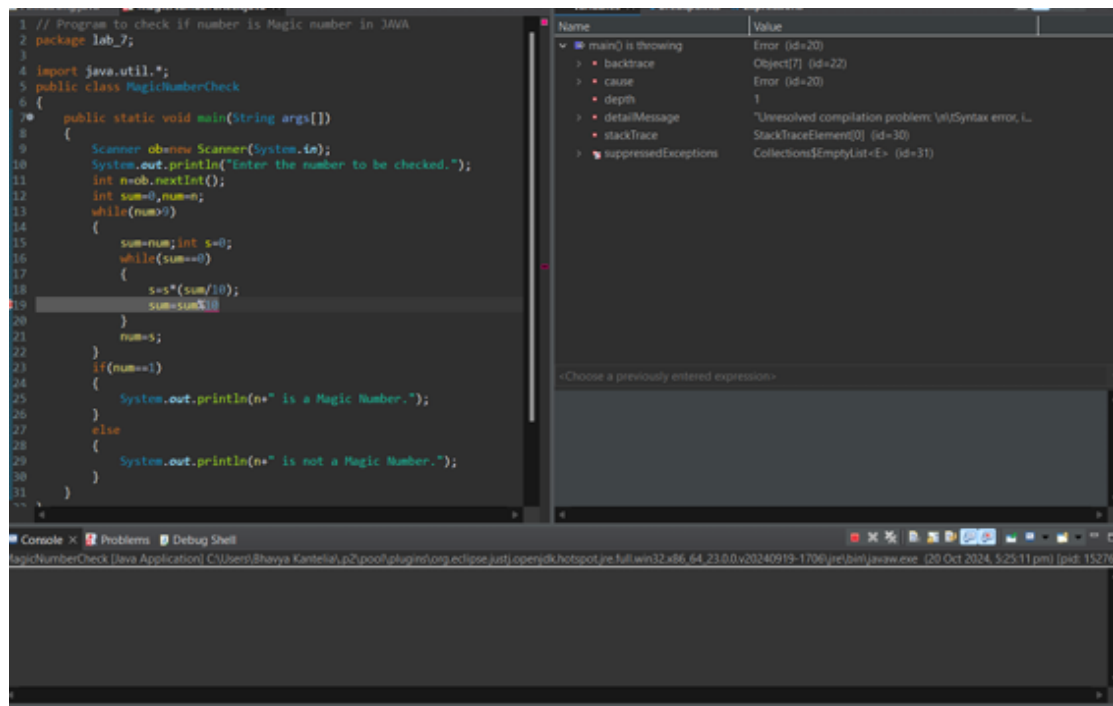 1 // Program to check if number is Magic number in JAVA
2 package lab_7;
3
4 import java.util.*;
5 public class MagicNumberCheck
6 {
7 public static void main(String args[])
8 {
9 Scanner ob=new Scanner(System.in);
10 System.out.println("Enter the number to be checked.");
11 int n=ob.nextInt();
12 int sum=0,num=n;
13 while(num>9)
14 {
15 sum=num;int s=0;
16 while(sum==0)
17 {
18 s=s*(sum/10);
19 sum=sum%10
20 }
21 num=s;
22 }
23 if(num==1)
24 {
25 System.out.println(n+" is a Magic Number.");
26 }
27 else
28 {
29 System.out.println(n+" is not a Magic Number.");
30 }
31 }
Name Value
main() is throwing Error (id=20)
backtrace Object[7] (id=22)
cause Error (id=20)
depth 1
detailMessage "Unresolved compilation problem: \n\tSyntax error, i...
stackTrace StackTraceElement[0] (id=30)
suppressedExceptions Collections$EmptyList<E> (id=31)
<Choose a previously entered expression>
Console Problems Debug Shell
MagicNumberCheck [Java Application] C:\Users\Bhavya Kantelia\.p2\pool\plugins\org.eclipse.justj.openjdk.hotspot.jre.full.win32.x86_64_23.0.0.v20240919-1706\jre\bin\javaw.exe (20 Oct 2024, 5:25:11 pm) [pid: 15276